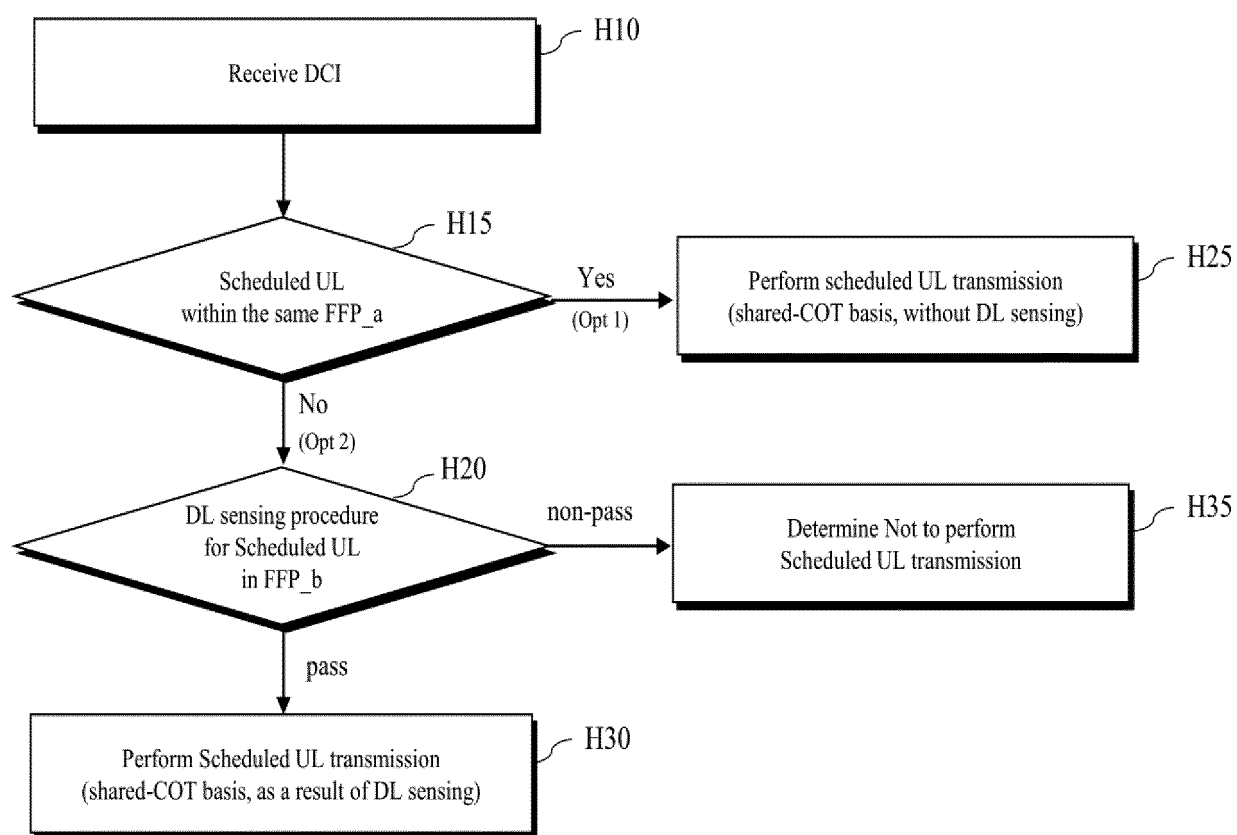 H10
Receive DCI
H15
Scheduled UL
within the same FFP_a
Yes
(Opt 1)
H25
Perform scheduled UL transmission
(shared-COT basis, without DL sensing)
No
(Opt 2)
H20
DL sensing procedure
for Scheduled UL
in FFP_b
non-pass
H35
Determine Not to perform
Scheduled UL transmission
pass
H30
Perform Scheduled UL transmission
(shared-COT basis, as a result of DL sensing)